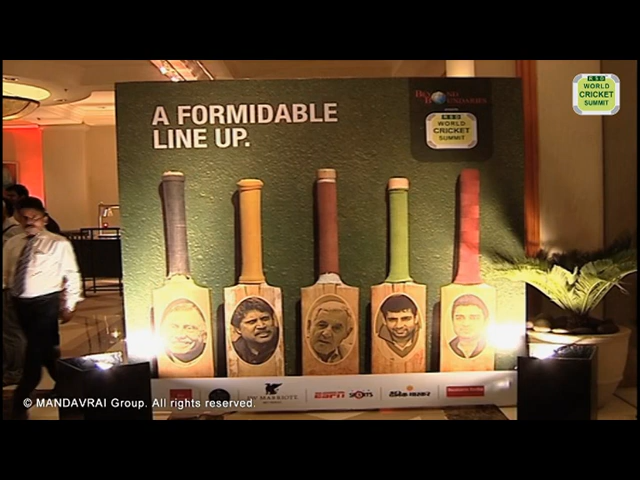 A FORMIDABLE
LINE UP.
BEYOND
BOUNDARIES
WORLD
CRICKET
SUMMIT
WORLD
CRICKET
SUMMIT
JW MARRIOTT
ESPN
SPORTS
© MANDAVRAI Group. All rights reserved.